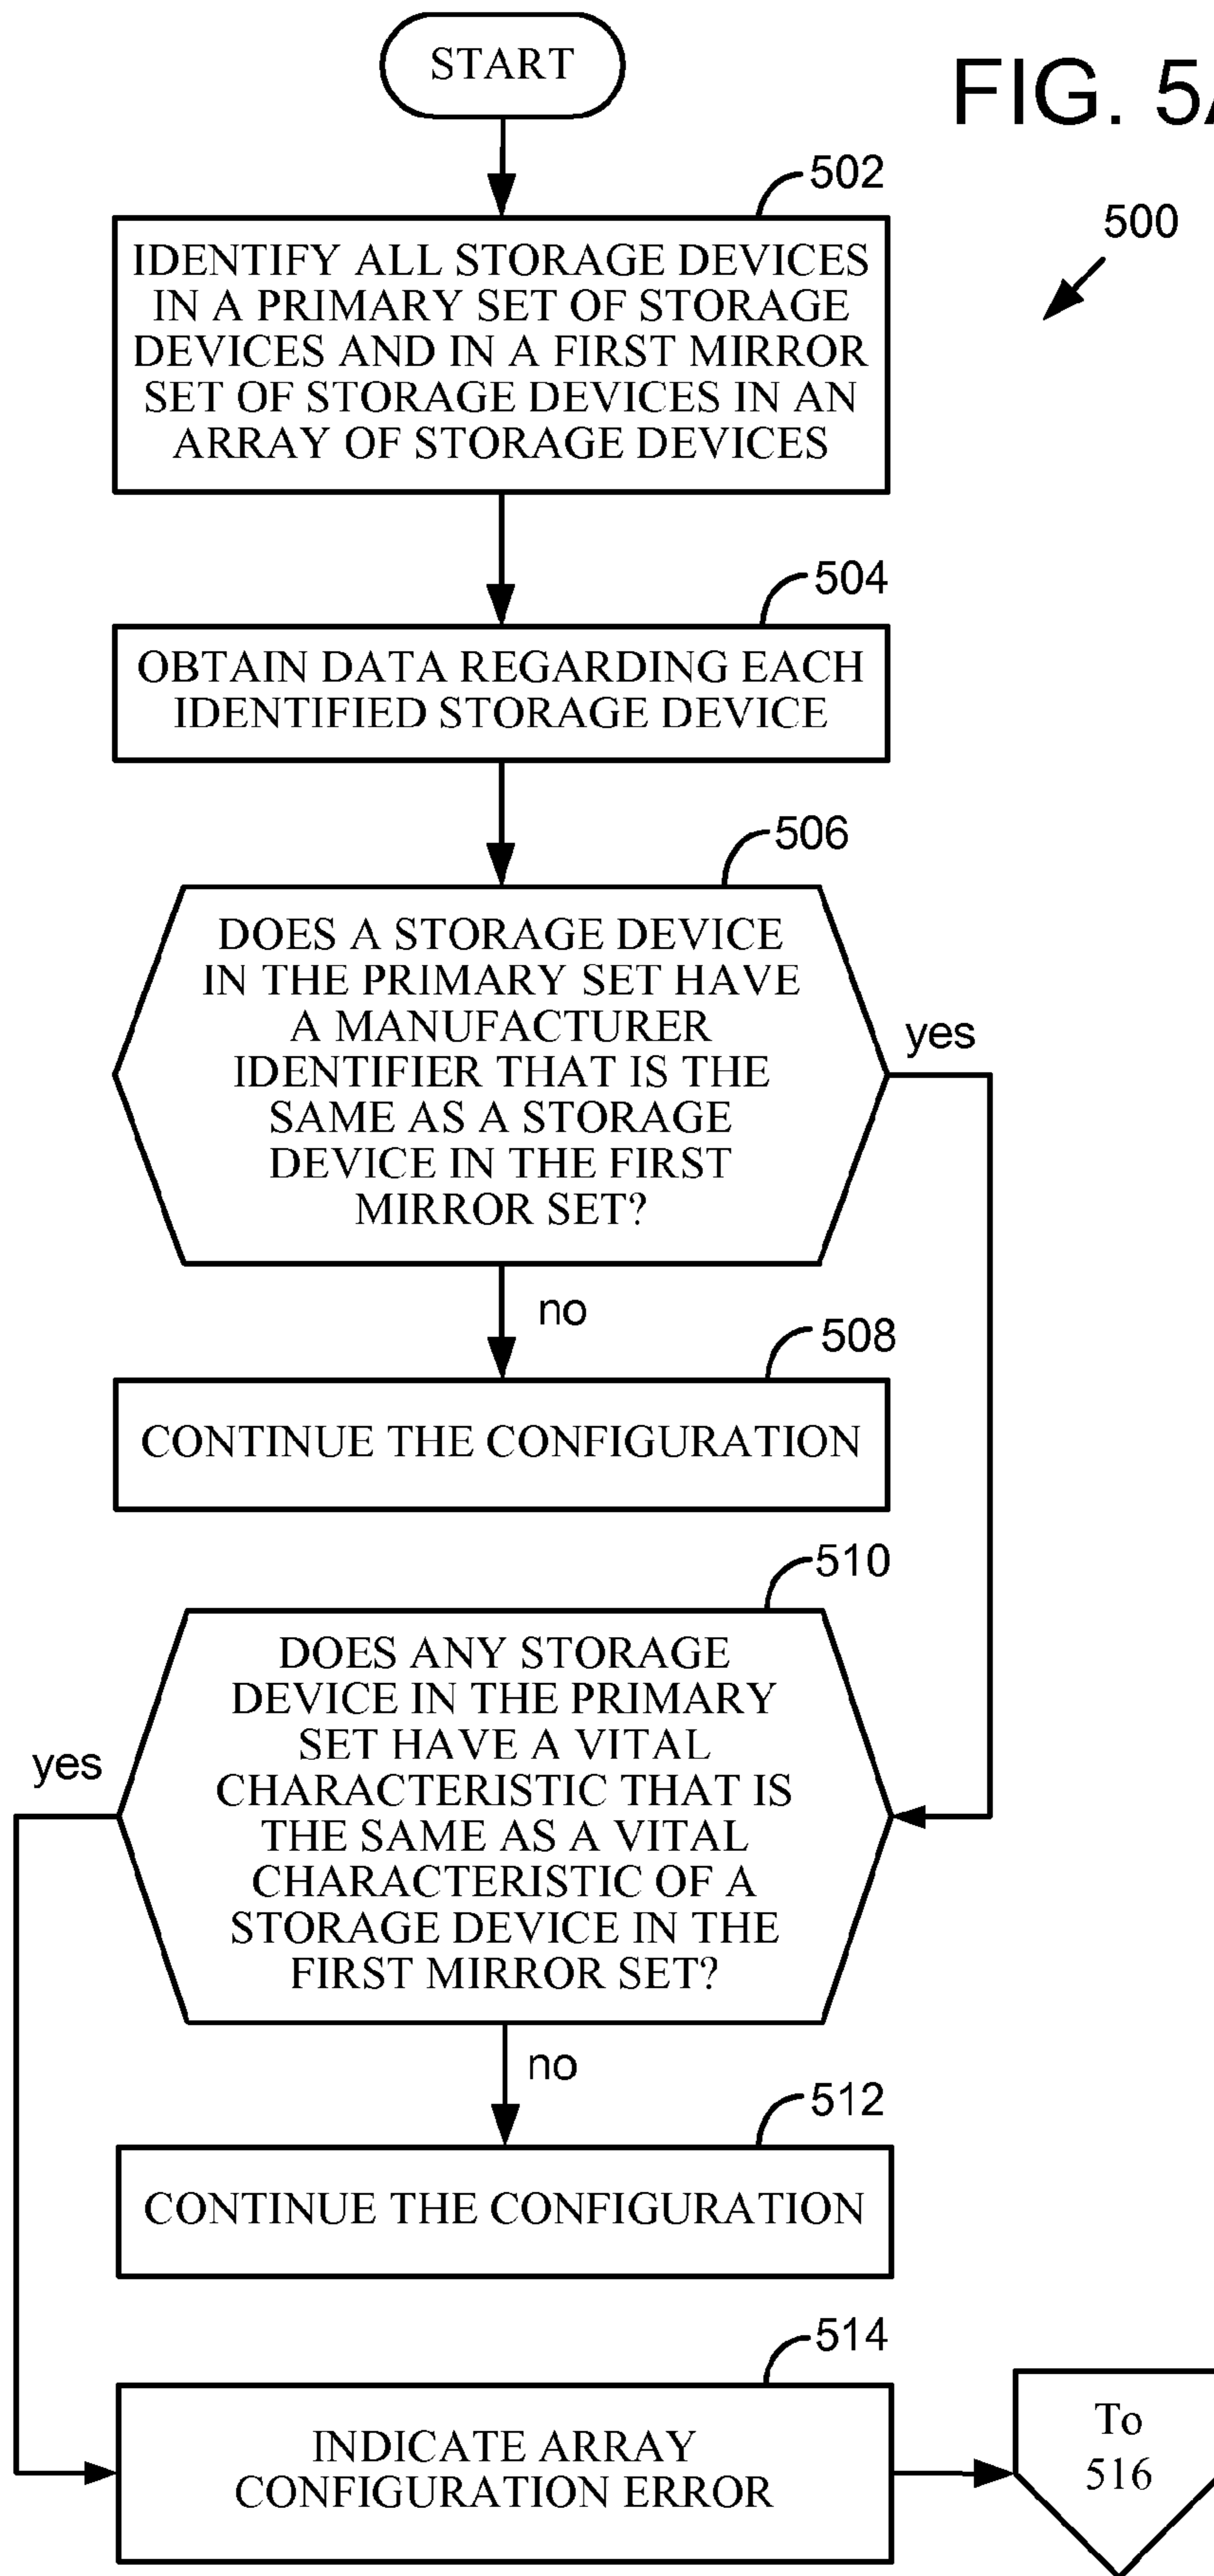 START
FIG. 5A
500
502
IDENTIFY ALL STORAGE DEVICES
IN A PRIMARY SET OF STORAGE
DEVICES AND IN A FIRST MIRROR
SET OF STORAGE DEVICES IN AN
ARRAY OF STORAGE DEVICES
504
OBTAIN DATA REGARDING EACH
IDENTIFIED STORAGE DEVICE
506
DOES A STORAGE DEVICE
IN THE PRIMARY SET HAVE
A MANUFACTURER
IDENTIFIER THAT IS THE
SAME AS A STORAGE
DEVICE IN THE FIRST
MIRROR SET?
yes
no
508
CONTINUE THE CONFIGURATION
510
DOES ANY STORAGE
DEVICE IN THE PRIMARY
SET HAVE A VITAL
CHARACTERISTIC THAT IS
THE SAME AS A VITAL
CHARACTERISTIC OF A
STORAGE DEVICE IN THE
FIRST MIRROR SET?
yes
no
512
CONTINUE THE CONFIGURATION
514
INDICATE ARRAY
CONFIGURATION ERROR
To
516